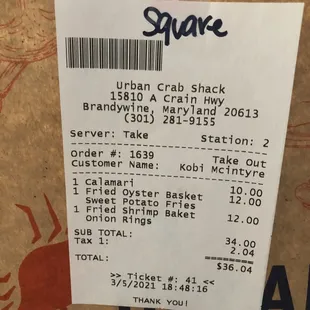 Square
Urban Crab Shack
15810 A Crain Hwy
Brandywine, Maryland 20613
(301) 281-9155
Server: Take Station: 2
Order #: 1639 Take Out
Customer Name: Kobi Mcintyre
1 Calamari 10.00
1 Fried Oyster Basket 12.00
Sweet Potato Fries
1 Fried Shrimp Baket 12.00
Onion Rings
SUB TOTAL: 34.00
Tax 1: 2.04
TOTAL: $36.04
>> Ticket #: 41 <<
3/5/2021 18:48:16
THANK YOU!